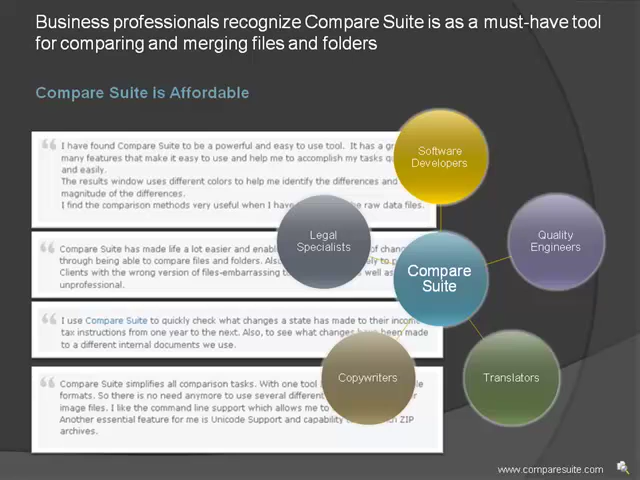 Business professionals recognize Compare Suite is as a must-have tool
for comparing and merging files and folders
Compare Suite is Affordable
I have found Compare Suite to be a powerful and easy to use tool. It has a
many features that make it easy to use and help me to accomplish my tasks
and easily.
The results window uses different colors to help me identify the differences and
magnitude of the differences.
I find the comparison methods very useful when I have the raw data files.
Compare Suite has made life a lot easier and of
through being able to compare files and folders. to
Clients with the wrong version of files-embarrassing as
unprofessional.
I use Compare Suite to quickly check what changes a state has made to their
tax instructions from one year to the next. Also, to see what been made
to a different internal documents we use.
Compare Suite simplifies all comparison tasks. With one tool
formats. So there is no need anymore to use several different
image files. I like the command line support which allows me to
Another essential feature for me is Unicode Support and capability ZIP
archives.
Software
Developers
Legal
Specialists
Quality
Engineers
Compare
Suite
Copywriters
Translators
www.comparesuite.com